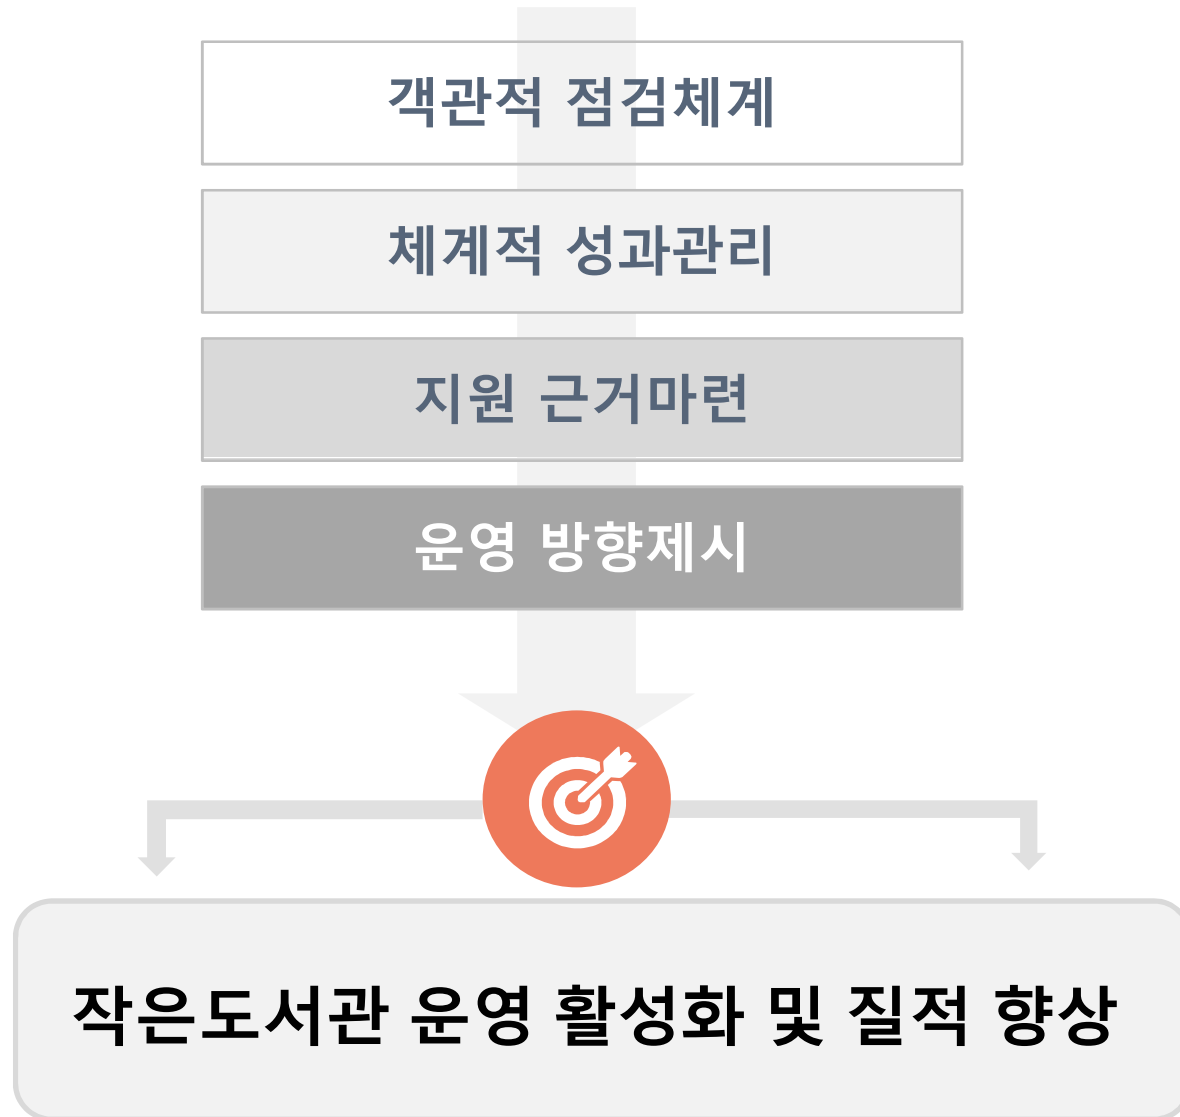 객관적 점검체계
체계적 성과관리
지원 근거마련
운영 방향제시
작은도서관 운영 활성화 및 질적 향상